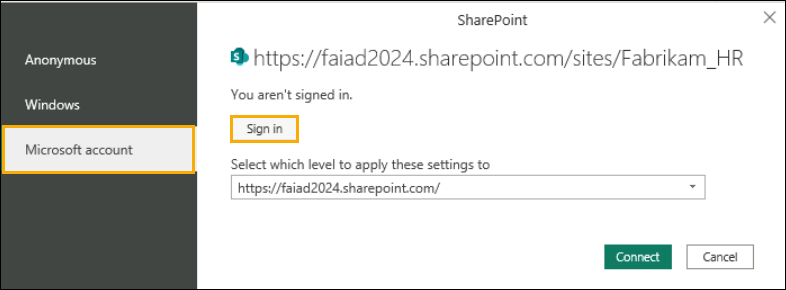 SharePoint
Anonymous
Windows
Microsoft account
https://faiad2024.sharepoint.com/sites/Fabrikam_HR
You aren't signed in.
Sign in
Select which level to apply these settings to
https://faiad2024.sharepoint.com/
Connect
Cancel